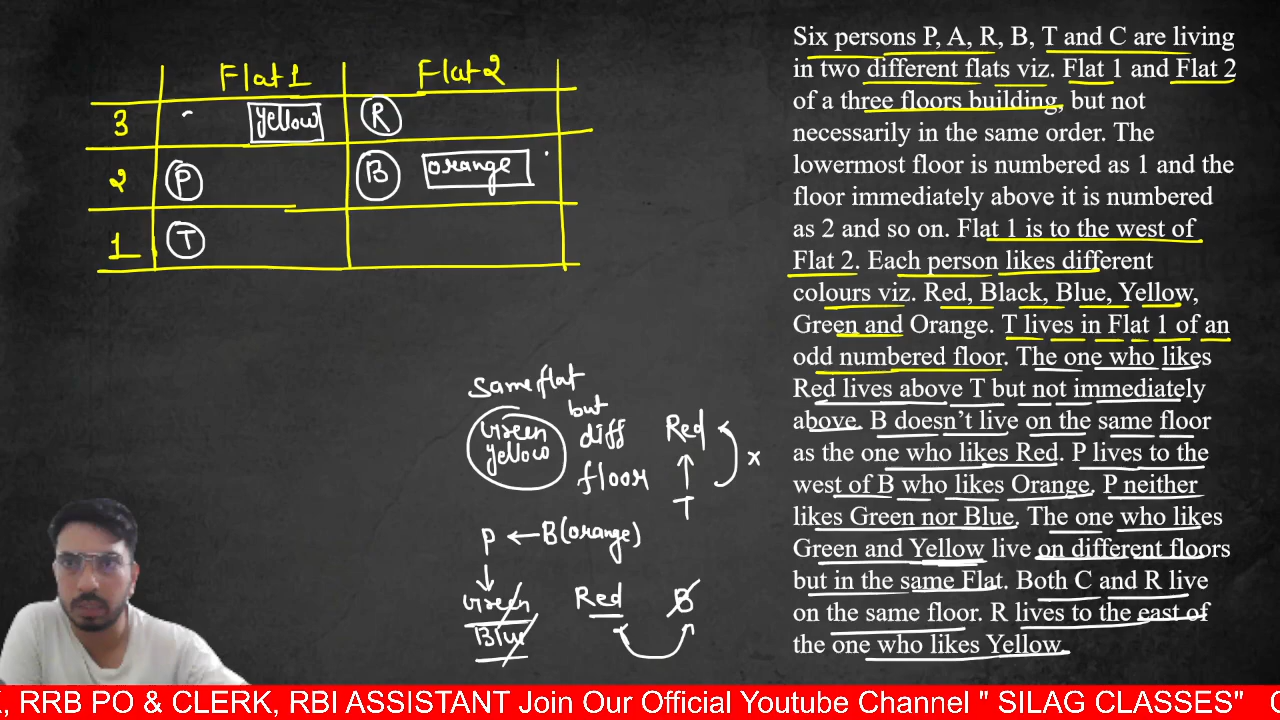 Flat 1 Flat 2
3 Yellow R
2 P B orange
1 T
Same flat
but
Green diff Red
Yellow x
floor
T
P ← B(orange)
Green Red B
Blue
Six persons P, A, R, B, T and C are living
in two different flats viz. Flat 1 and Flat 2
of a three floors building, but not
necessarily in the same order. The
lowermost floor is numbered as 1 and the
floor immediately above it is numbered
as 2 and so on. Flat 1 is to the west of
Flat 2. Each person likes different
colours viz. Red, Black, Blue, Yellow,
Green and Orange. T lives in Flat 1 of an
odd numbered floor. The one who likes
Red lives above T but not immediately
above. B doesn’t live on the same floor
as the one who likes Red. P lives to the
west of B who likes Orange. P neither
likes Green nor Blue. The one who likes
Green and Yellow live on different floors
but in the same Flat. Both C and R live
on the same floor. R lives to the east of
the one who likes Yellow.
, RRB PO & CLERK, RBI ASSISTANT Join Our Official Youtube Channel " SILAG CLASSES"